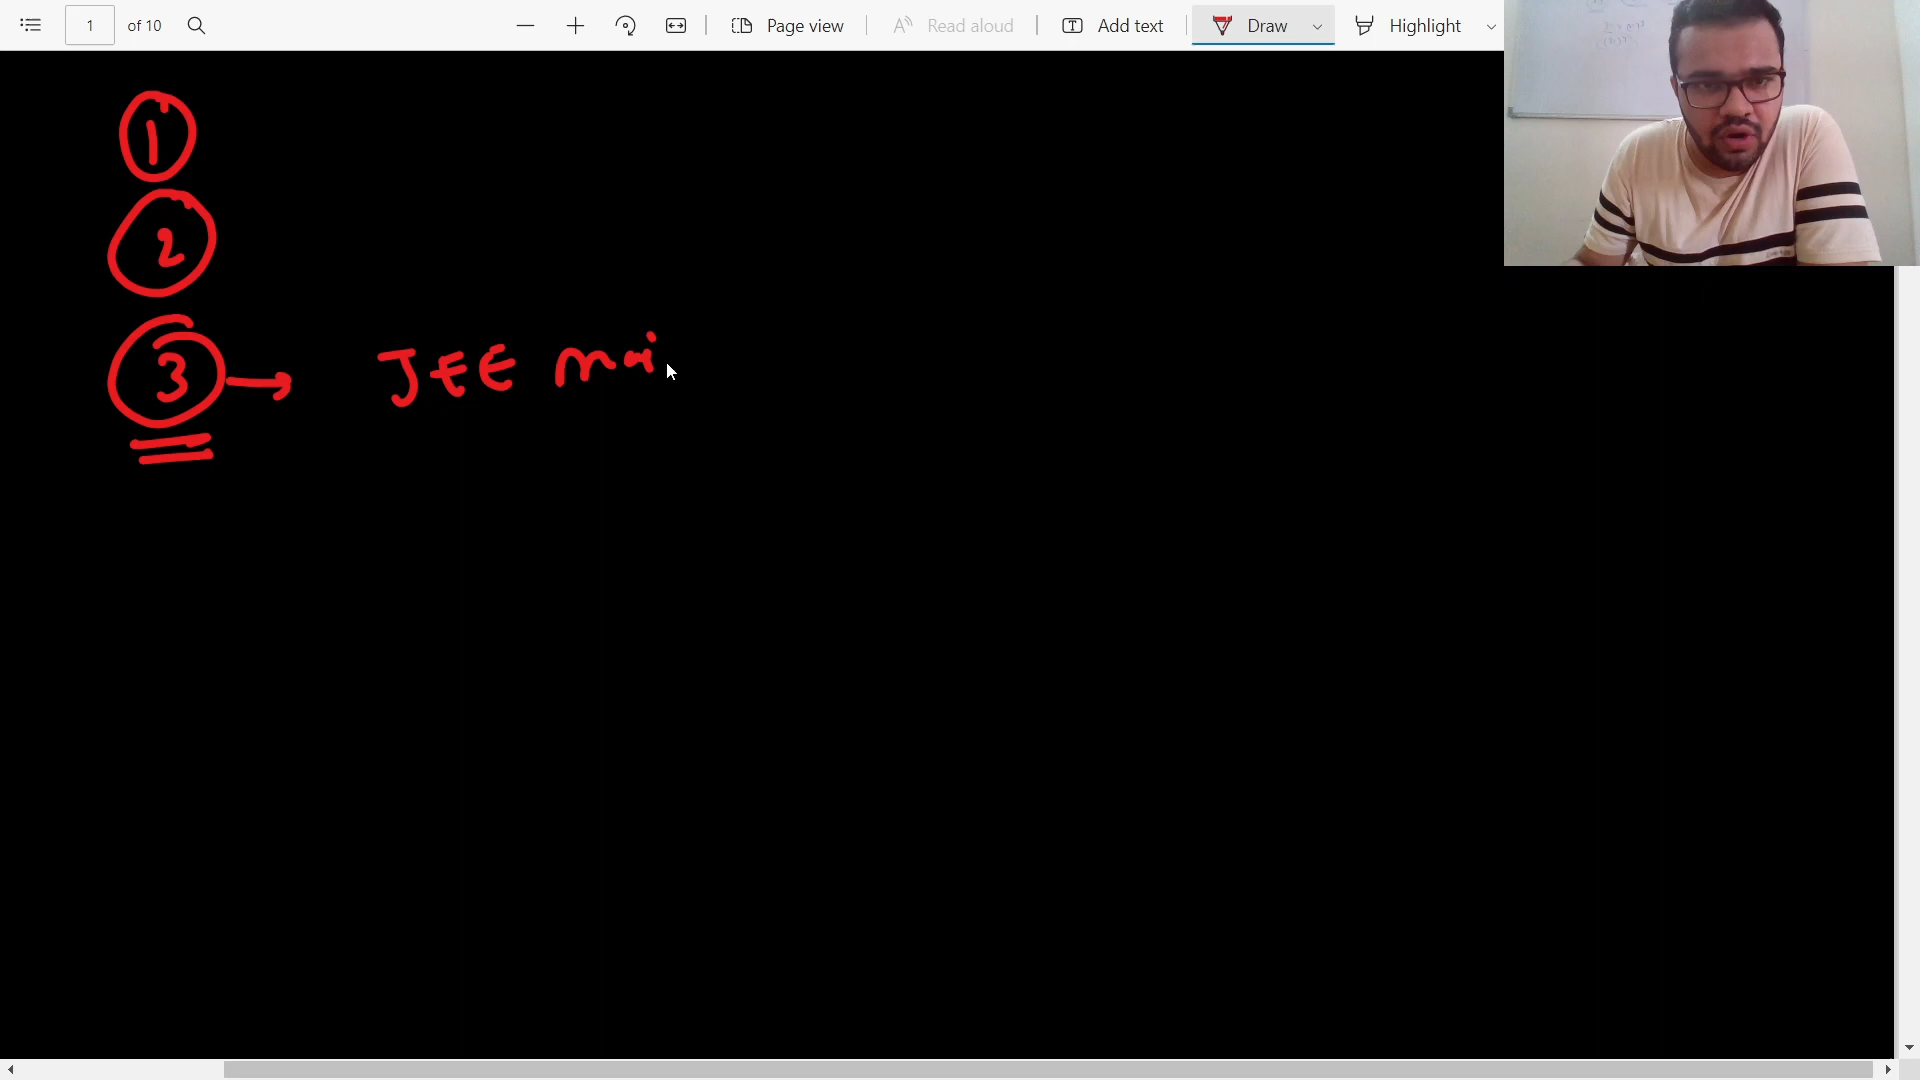 1 of 10 Page view Read aloud Add text Draw Highlight
1
2
3 → JEE mai